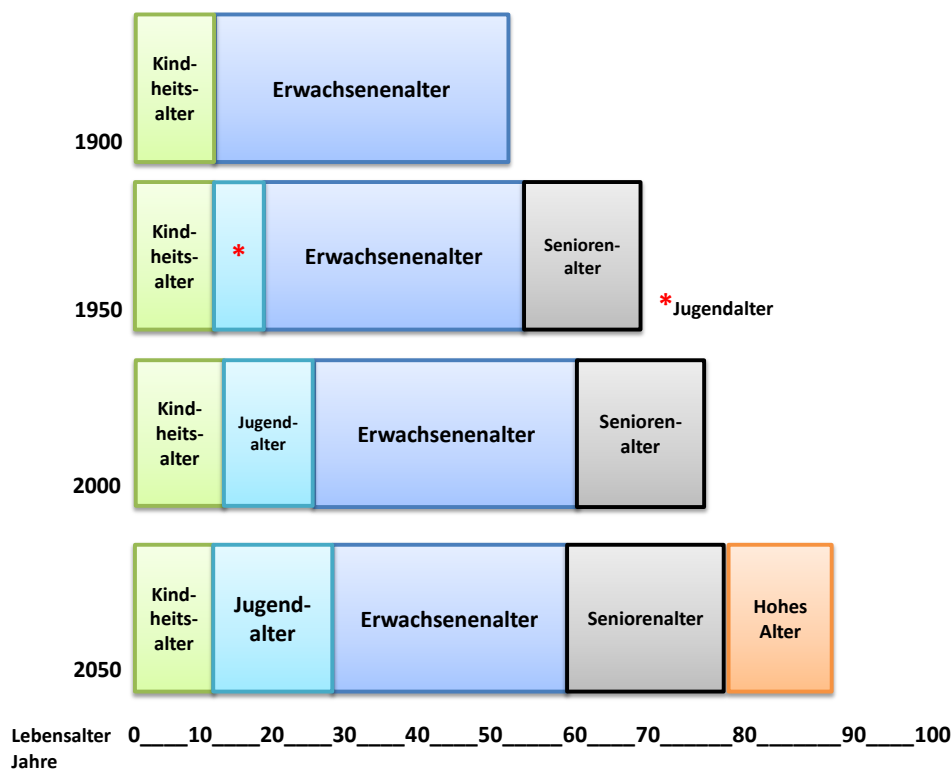 Kind-
heits-
alter
Erwachsenenalter
1900
Kind-
heits-
alter
*
Erwachsenenalter
Senioren-
alter
1950
*Jugendalter
Kind-
heits-
alter
Jugend-
alter
Erwachsenenalter
Senioren-
alter
2000
Kind-
heits-
alter
Jugend-
alter
Erwachsenenalter
Seniorenalter
Hohes
Alter
2050
Lebensalter 0____10____20____30____40____50_____60____70_____80_______90____100
Jahre